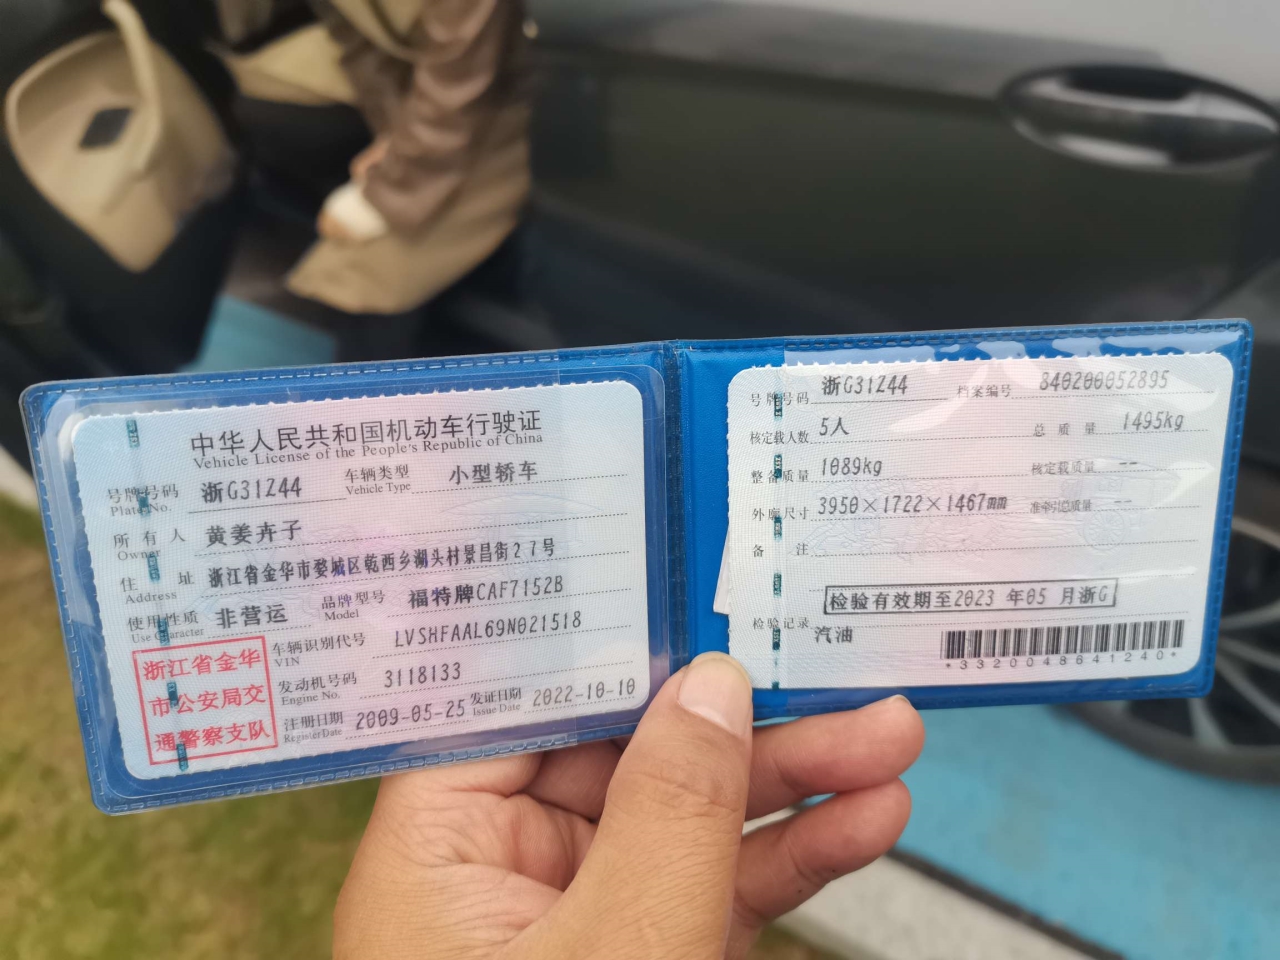 中华人民共和国机动车行驶证
Vehicle License of the People's Republic of China
号牌号码 浙G31Z44 车辆类型 小型轿车
Plate No. Vehicle Type
所有人 黄姜卉子
Owner
住址 浙江省金华市婺城区乾西乡湖头村景昌街27号
Address
使用性质 非营运 品牌型号 福特牌CAF7152B
Use Character Model
浙江省金华市公安局交通警察支队
车辆识别代号 LVSHFAAL69N021518
VIN
发动机号码 3118133
Engine No.
注册日期 2009-05-25 发证日期 2022-10-10
Register Date Issue Date
号牌号码 浙G31Z44 档案编号 840200052895
核定载人数 5人 总质量 1495kg
整备质量 1089kg 核定载质量 --
外廓尺寸 3950×1722×1467mm 准牵引总质量 --
备注
检验有效期至2023 年05 月浙G
检验记录
汽油
*3320048641240*